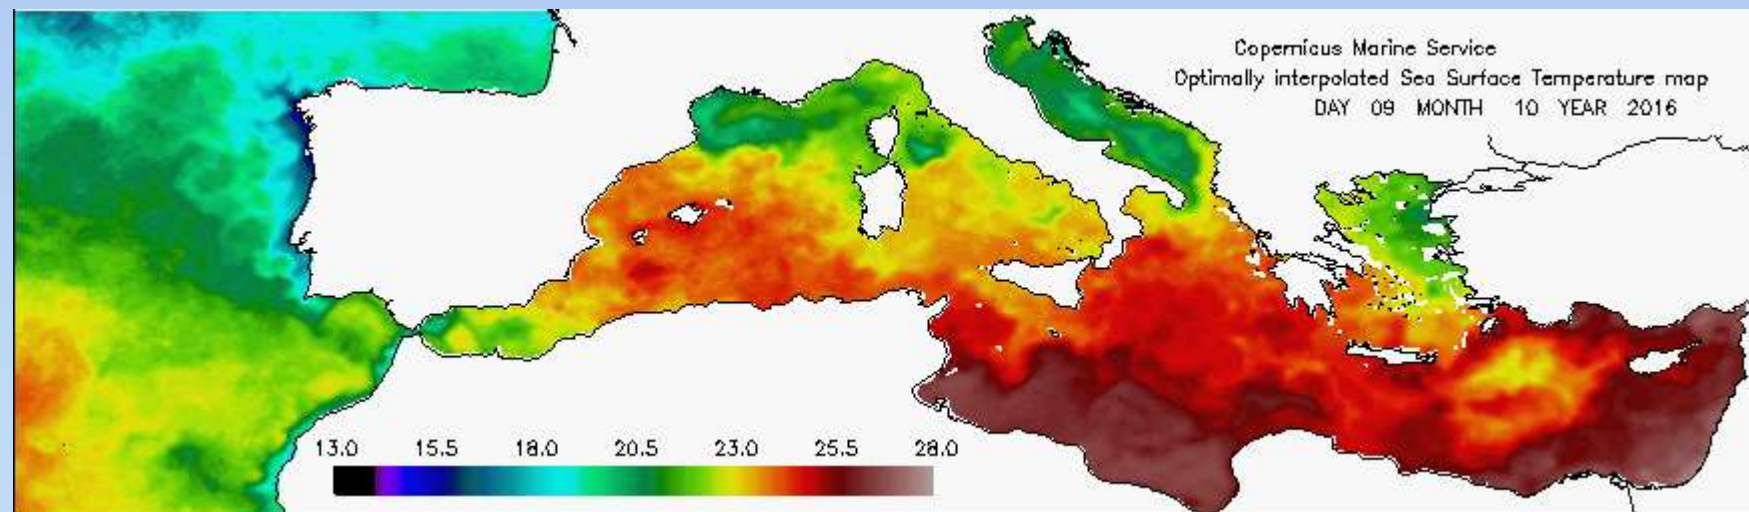 Copernicus Marine Service
Optimally interpolated Sea Surface Temperature map
DAY 09 MONTH 10 YEAR 2016
13.0 15.5 18.0 20.5 23.0 25.5 28.0